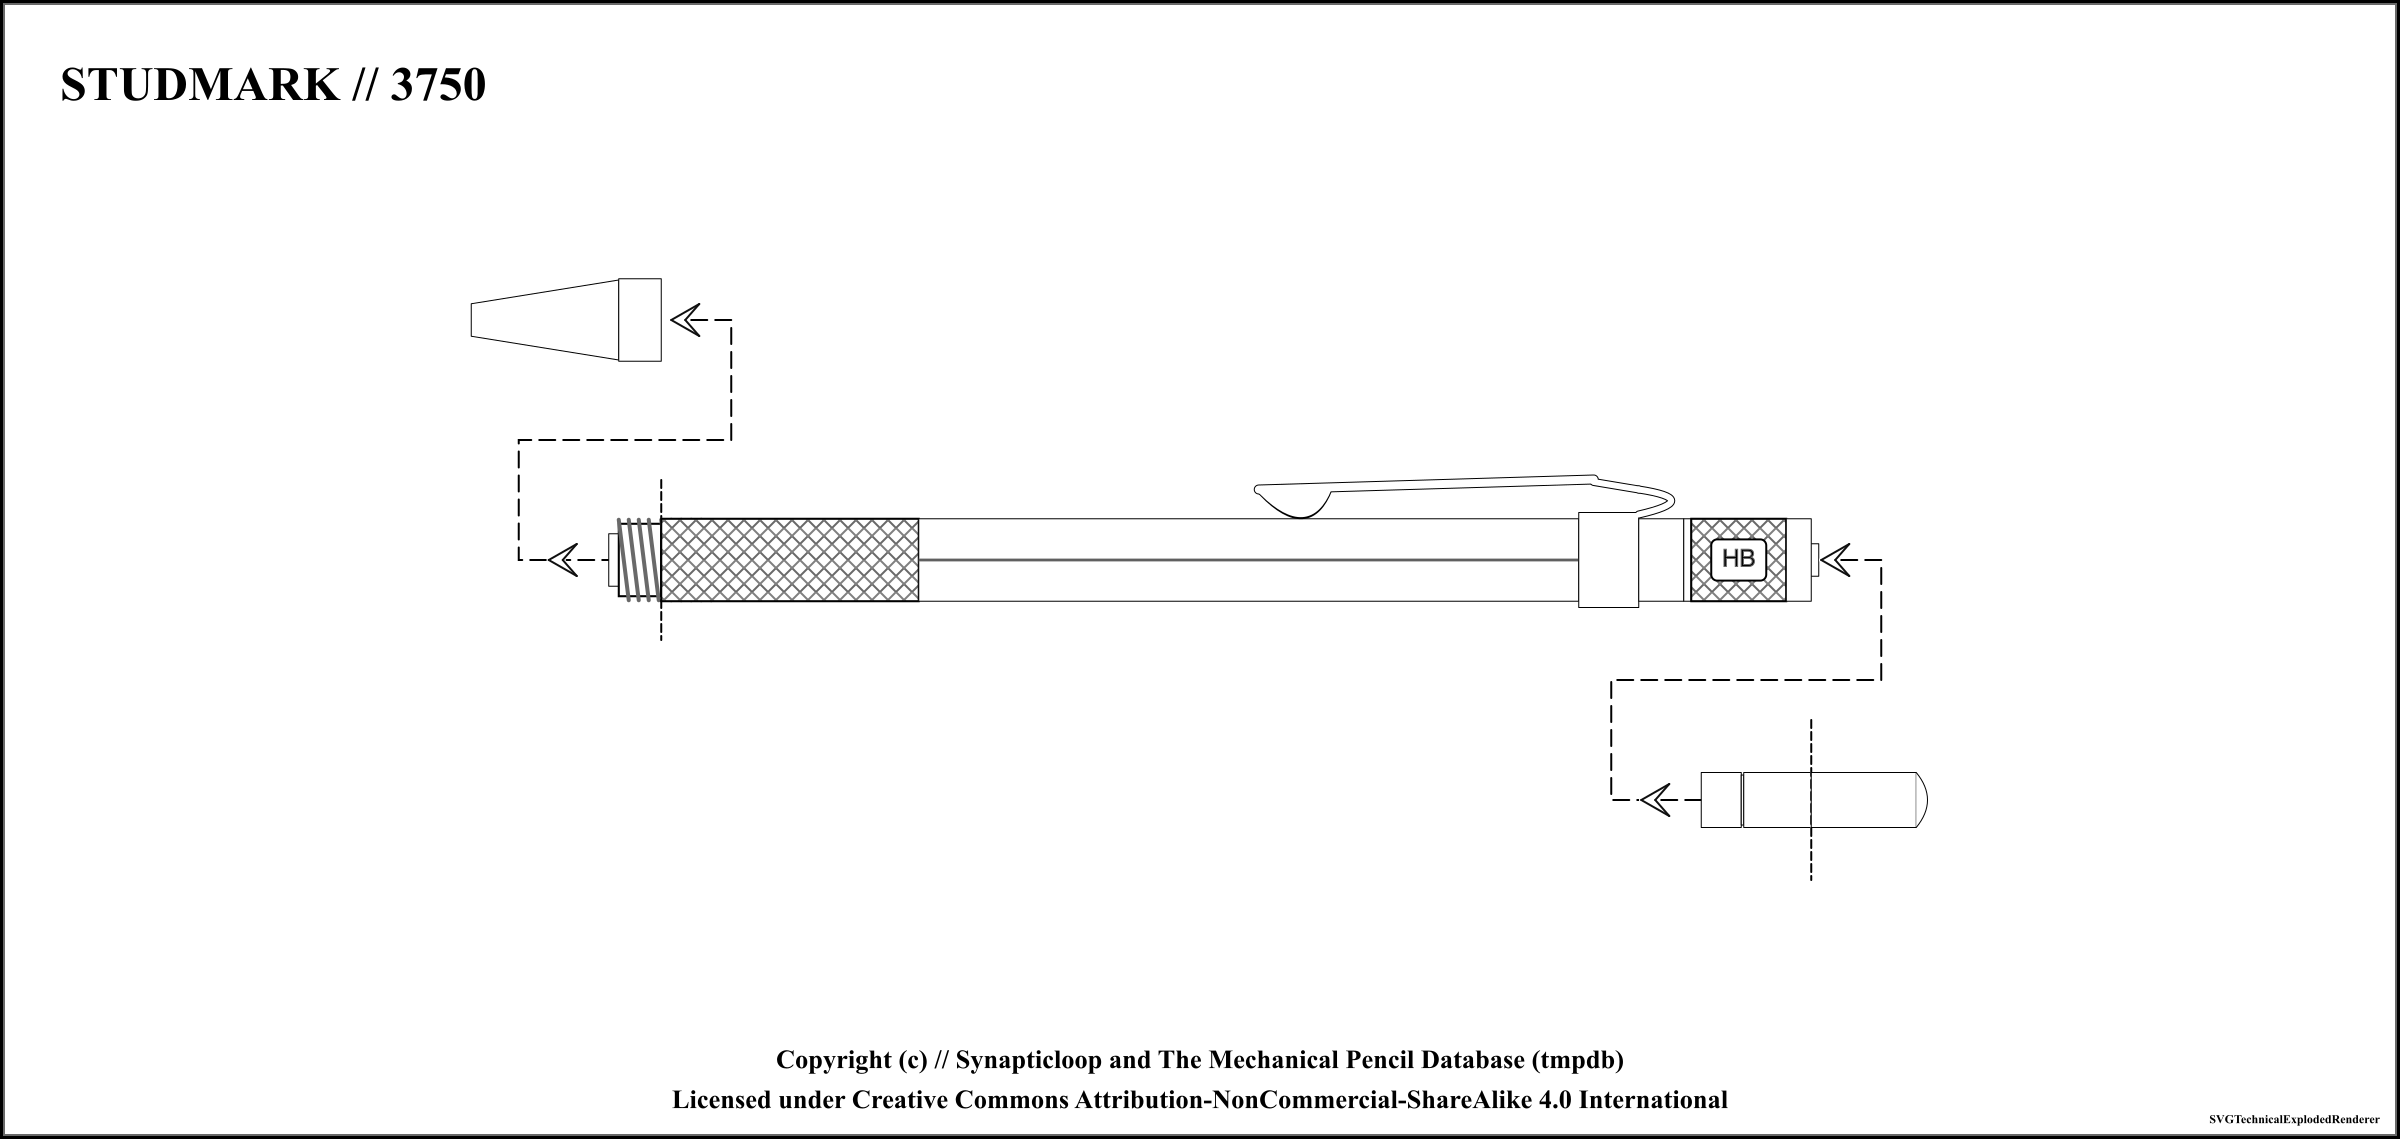 STUDMARK // 3750
HB
Copyright (c) // Synapticloop and The Mechanical Pencil Database (tmpdb)
Licensed under Creative Commons Attribution-NonCommercial-ShareAlike 4.0 International
SVGTechnicalExplodedRenderer